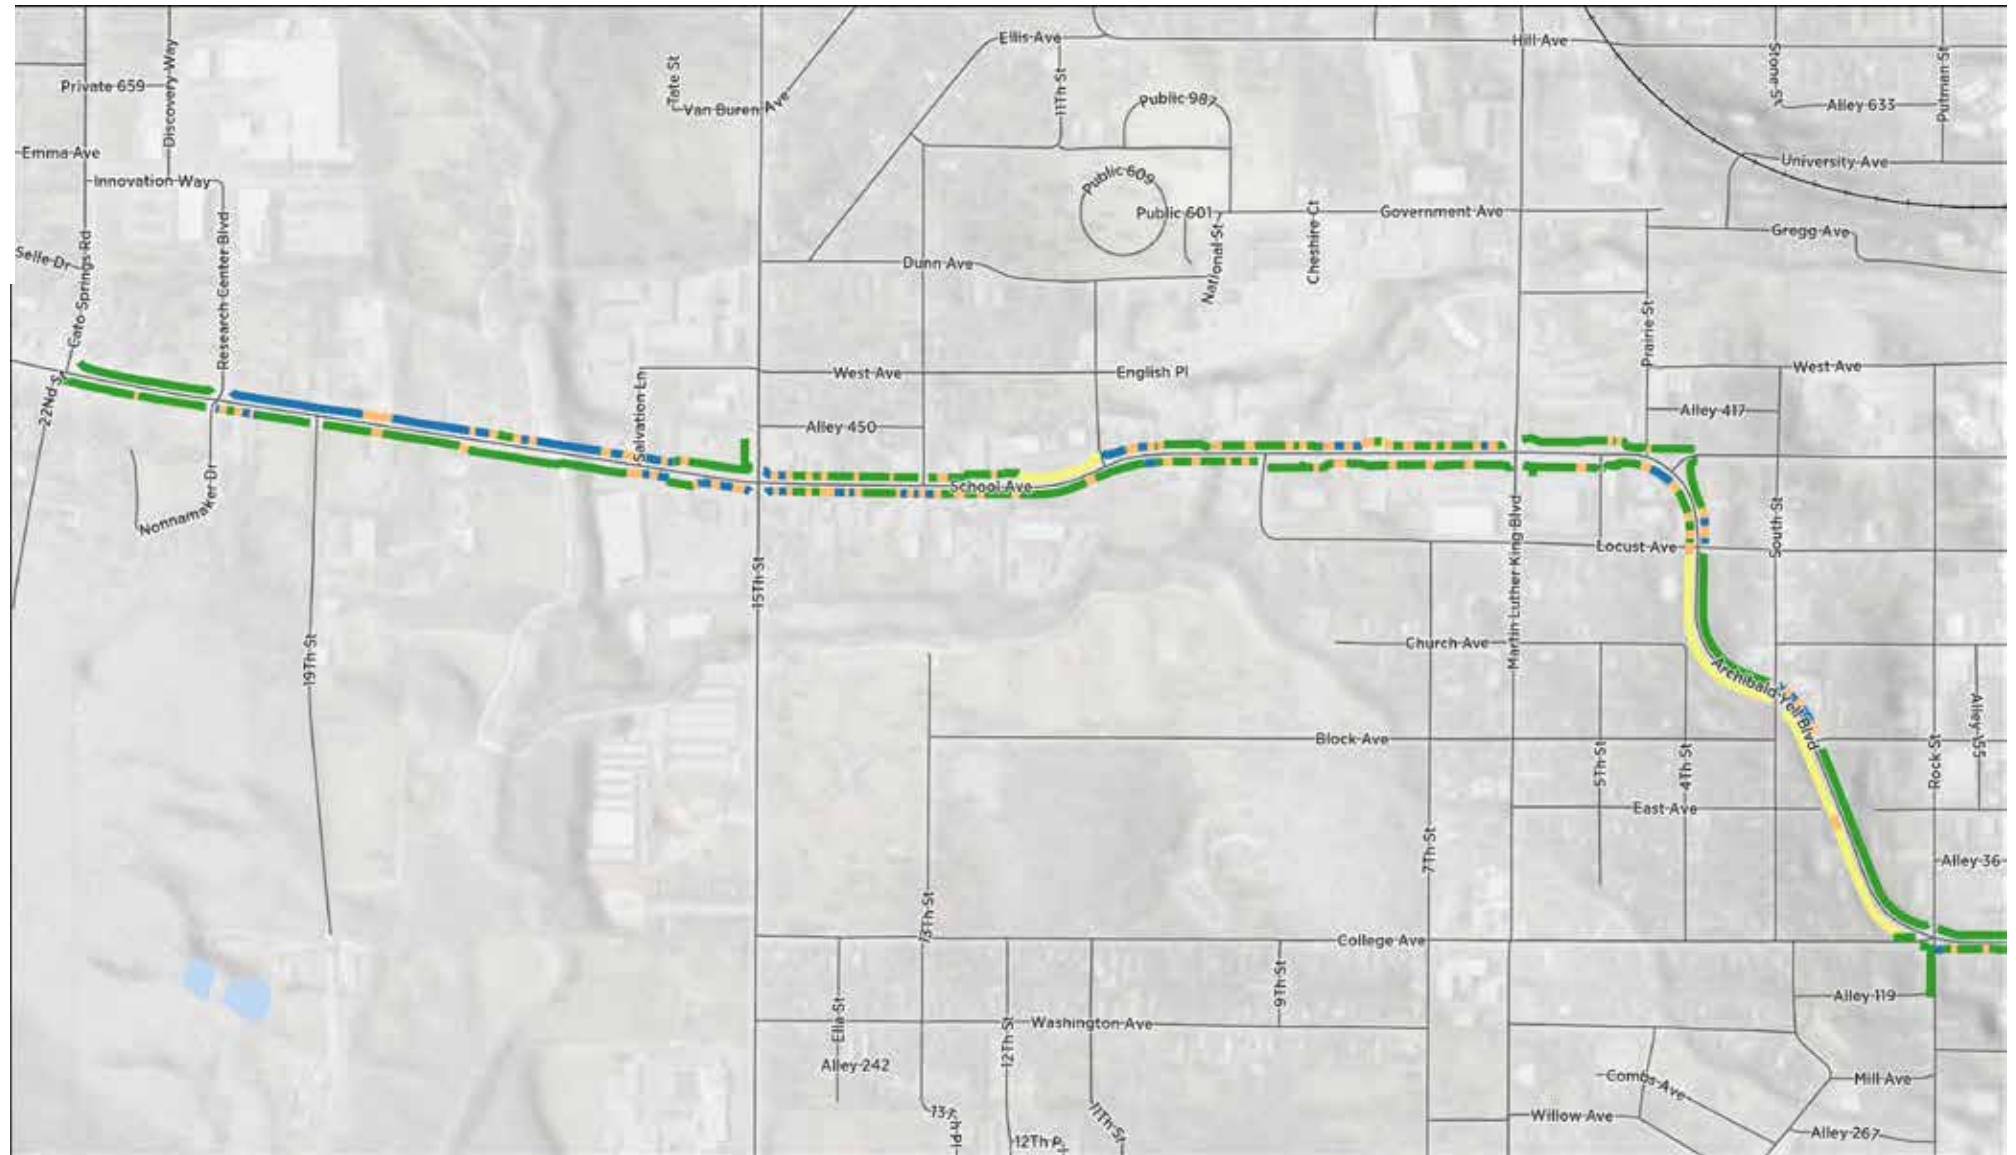 Ellis Ave
Hill Ave
Discovery Way
Private 659
Tate St
Van Buren Ave
11Th St
Public 987
Stone St
Alley 633
Putman St
Emma Ave
Innovation Way
Public 609
University Ave
Public 601
National St
Cheshire Ct
Government Ave
Gregg Ave
Selle Dr
Cato Springs Rd
Research Center Blvd
Dunn Ave
Prairie St
22Nd St
Salvation Ln
West Ave
English Pl
West Ave
Alley 450
Alley 417
Nonnamaker Dr
School Ave
Martin Luther King Blvd
South St
Locust Ave
15Th St
19Th St
Church Ave
Archibald Yell Blvd
Alley 155
Block Ave
5Th St
4Th St
Rock St
East Ave
7Th St
Alley 36
13Th St
College Ave
9Th St
Ella St
Alley 119
Washington Ave
12Th St
Alley 242
Combs Ave
Mill Ave
13Th Pl
11Th St
Willow Ave
12Th P
Alley 267